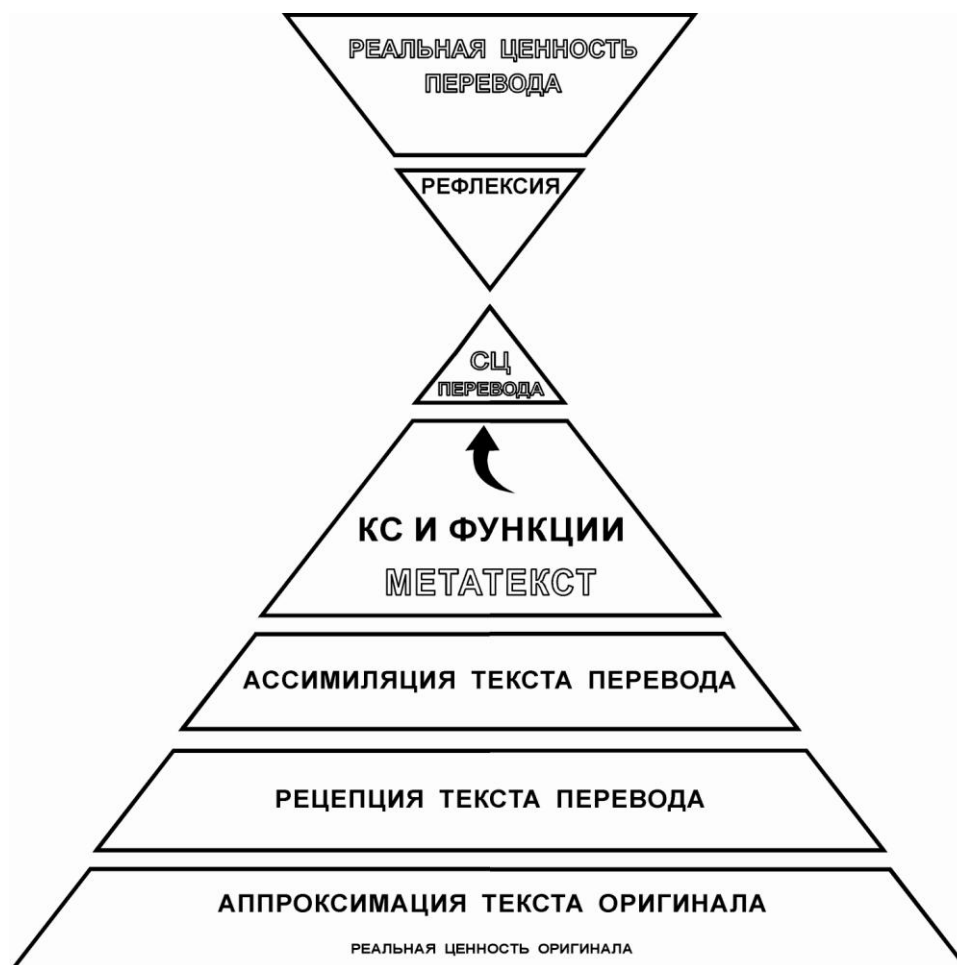 РЕАЛЬНАЯ ЦЕННОСТЬ
ПЕРЕВОДА
РЕФЛЕКСИЯ
СЦ
ПЕРЕВОДА
КС И ФУНКЦИИ
МЕТАТЕКСТ
АССИМИЛЯЦИЯ ТЕКСТА ПЕРЕВОДА
РЕЦЕПЦИЯ ТЕКСТА ПЕРЕВОДА
АППРОКСИМАЦИЯ ТЕКСТА ОРИГИНАЛА
РЕАЛЬНАЯ ЦЕННОСТЬ ОРИГИНАЛА